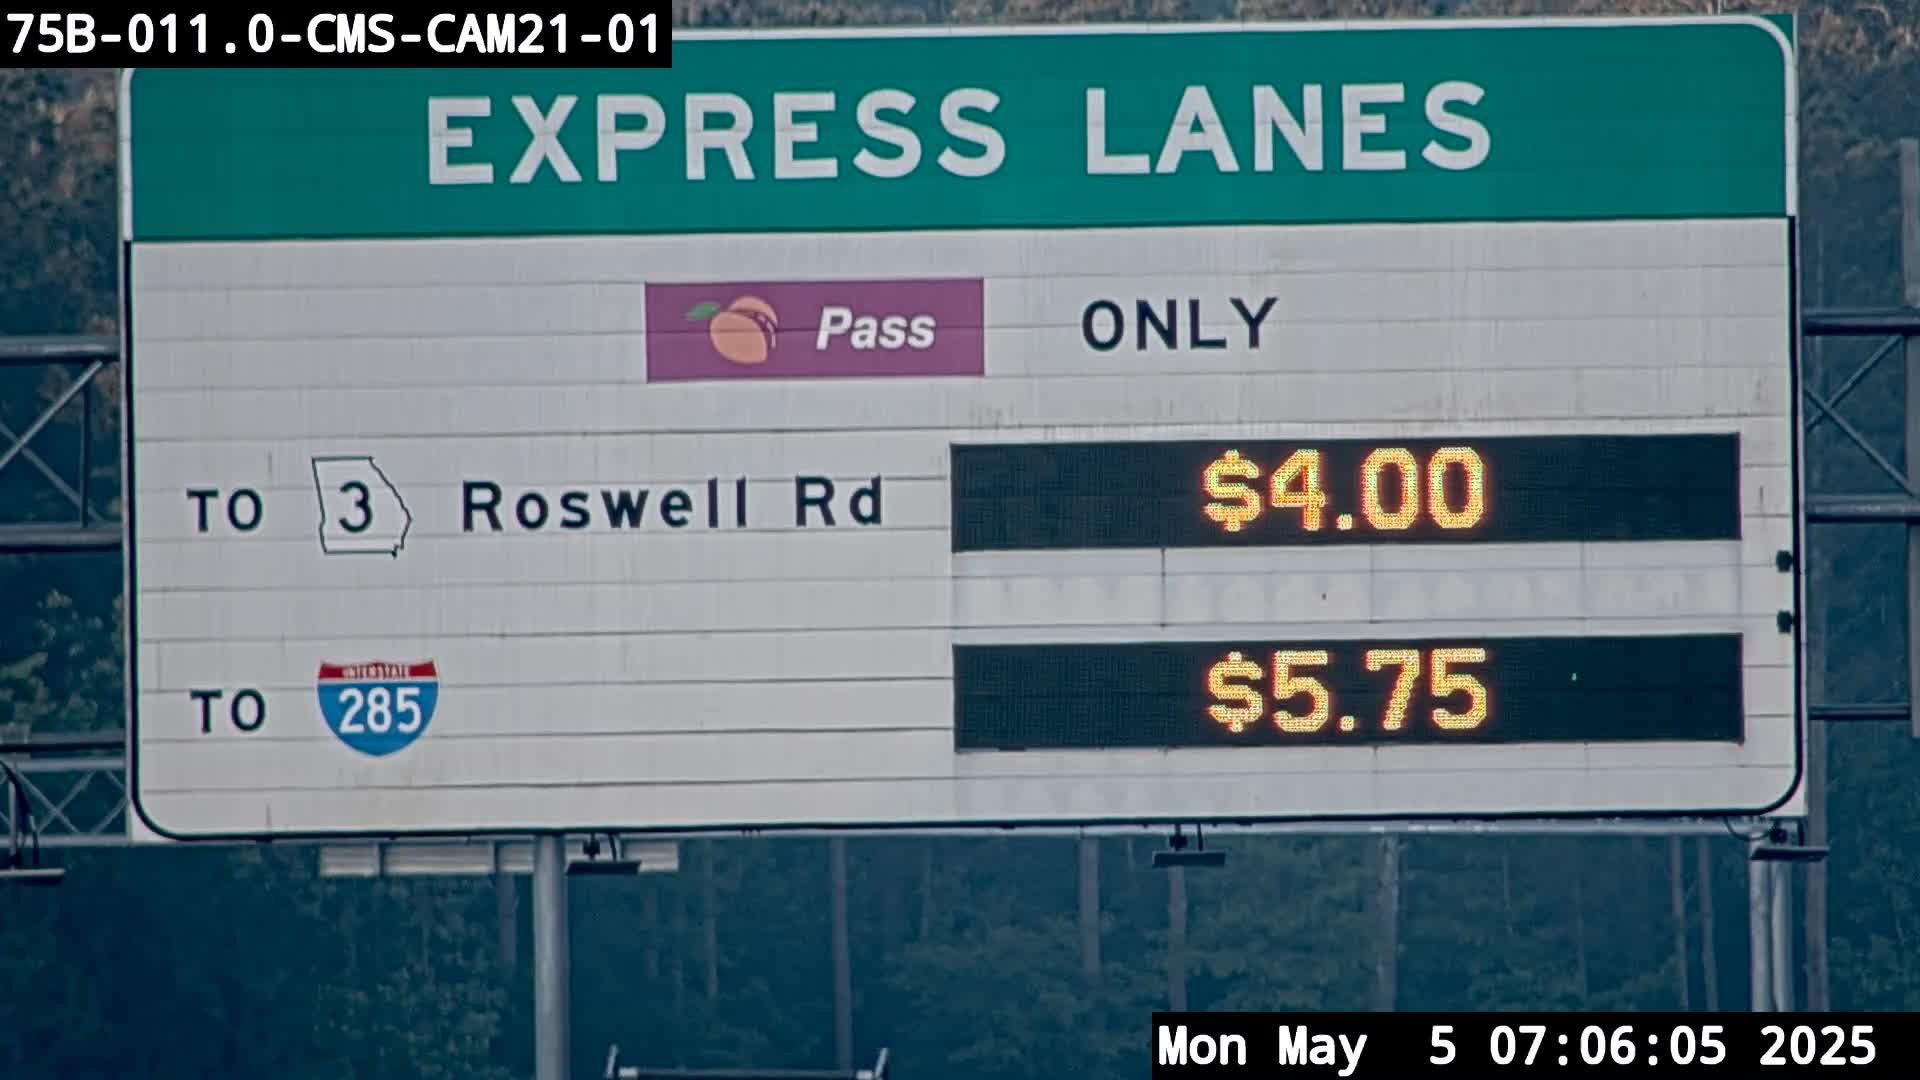 75B-011.0-CMS-CAM21-01
EXPRESS LANES
Pass ONLY
TO 3 Roswell Rd $4.00
TO INTERSTATE 285 $5.75
Mon May 5 07:06:05 2025